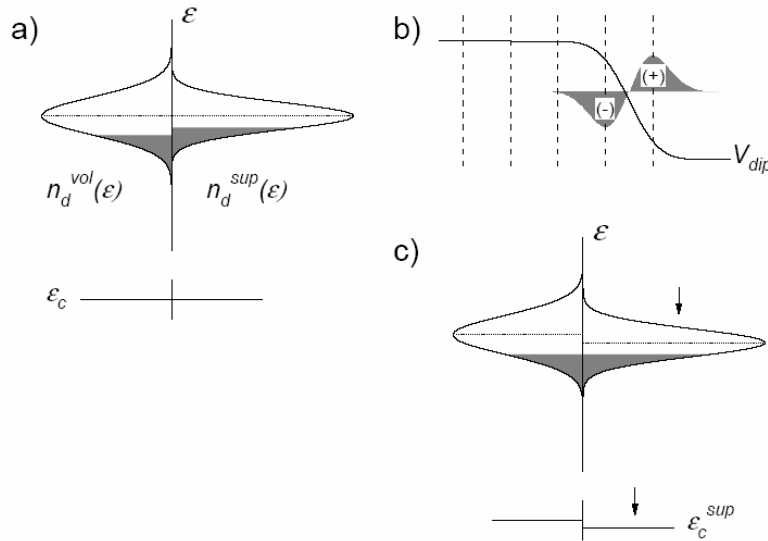 a)
ε
n_d^vol(ε)
n_d^sup(ε)
ε_c
b)
(+)
(-)
V_dip
c)
ε
ε_c^sup